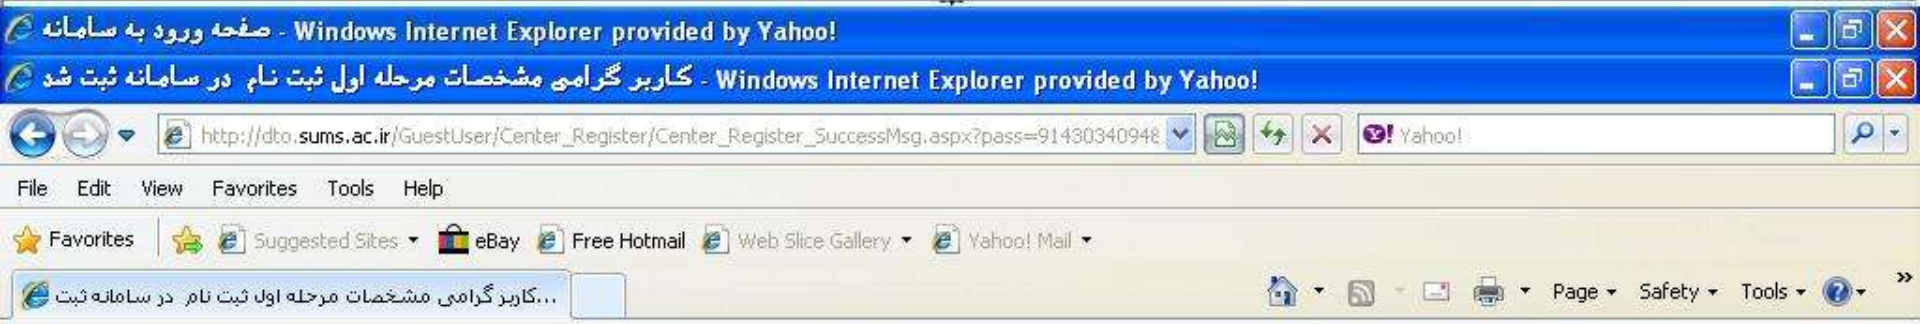 صفحه ورود به سامانه - Windows Internet Explorer provided by Yahoo!
کاربر گرامی مشخصات مرحله اول ثبت نام در سامانه ثبت شد - Windows Internet Explorer provided by Yahoo!
http://dto.sums.ac.ir/GuestUser/Center_Register/Center_Register_SuccessMsg.aspx?pass=91430340948 Yahoo!
File Edit View Favorites Tools Help
Favorites Suggested Sites eBay Free Hotmail Web Slice Gallery Yahoo! Mail
کاربر گرامی مشخصات مرحله اول ثبت نام در سامانه ثبت... Page Safety Tools